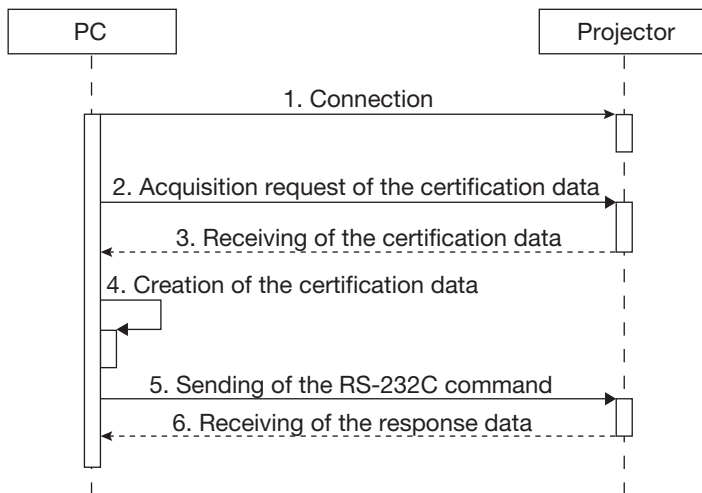 PC
Projector
1. Connection
2. Acquisition request of the certification data
3. Receiving of the certification data
4. Creation of the certification data
5. Sending of the RS-232C command
6. Receiving of the response data